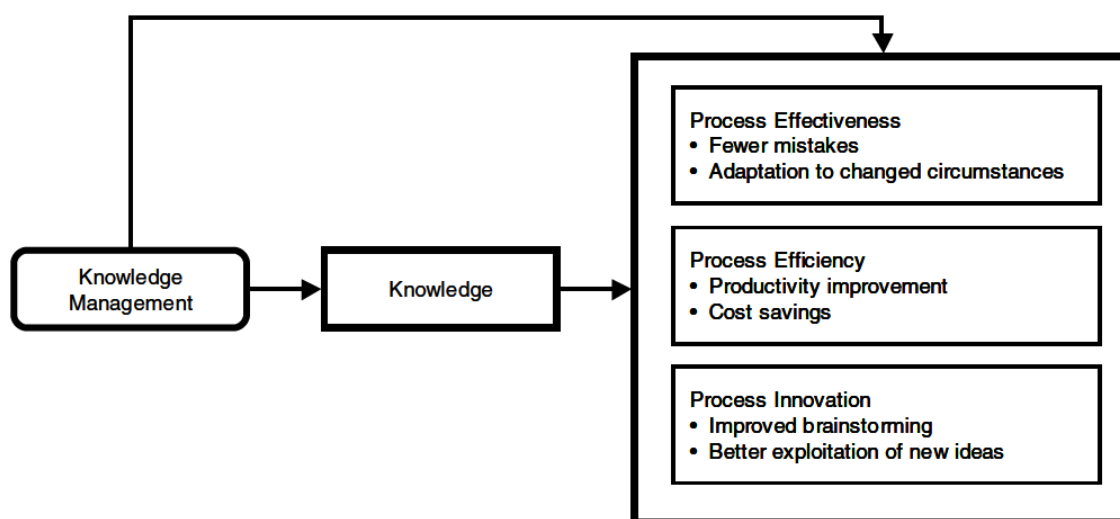 Process Effectiveness
• Fewer mistakes
• Adaptation to changed circumstances
Knowledge
Management
Knowledge
Process Efficiency
• Productivity improvement
• Cost savings
Process Innovation
• Improved brainstorming
• Better exploitation of new ideas